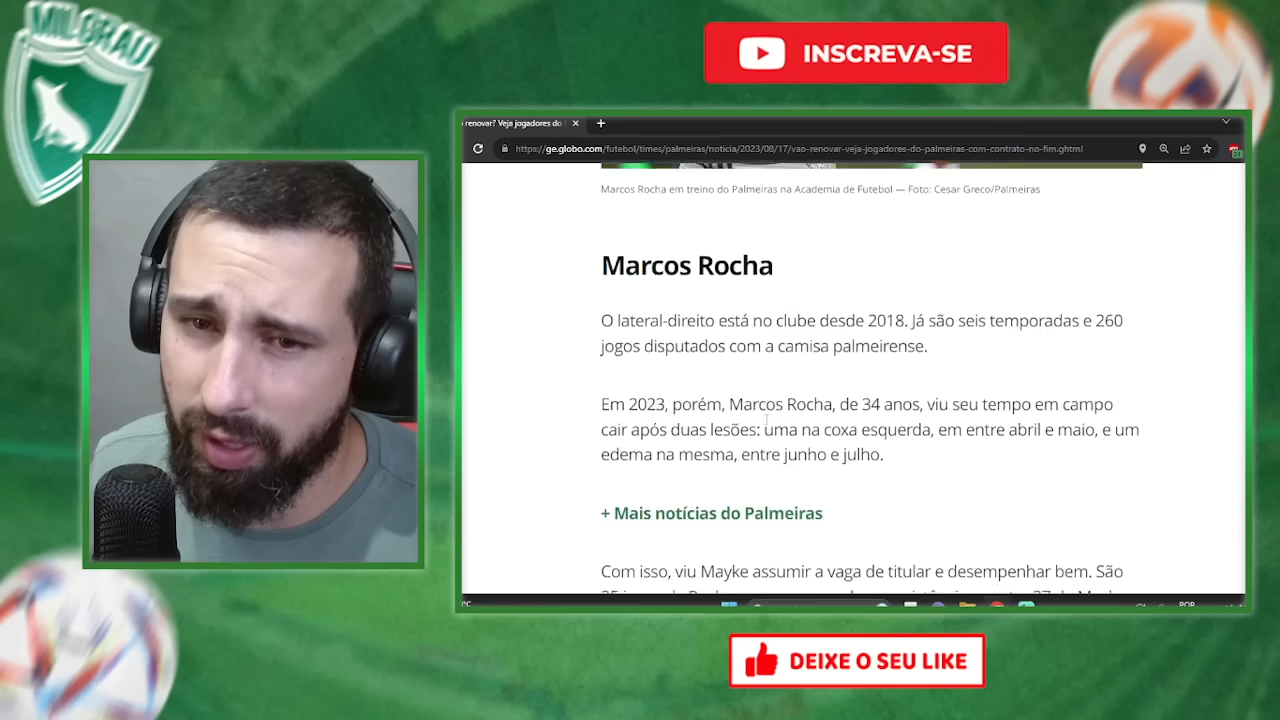 MILGRAU
INSCREVA-SE
renovar? Veja jogadores do
https://ge.globo.com/futebol/times/palmeiras/noticia/2023/08/17/vao-renovar-veja-jogadores-do-palmeiras-com-contrato-no-fim.ghtml
Marcos Rocha em treino do Palmeiras na Academia de Futebol — Foto: Cesar Greco/Palmeiras
Marcos Rocha
O lateral-direito está no clube desde 2018. Já são seis temporadas e 260
jogos disputados com a camisa palmeirense.
Em 2023, porém, Marcos Rocha, de 34 anos, viu seu tempo em campo
cair após duas lesões: uma na coxa esquerda, em entre abril e maio, e um
edema na mesma, entre junho e julho.
+ Mais notícias do Palmeiras
Com isso, viu Mayke assumir a vaga de titular e desempenhar bem. São
POR
DEIXE O SEU LIKE